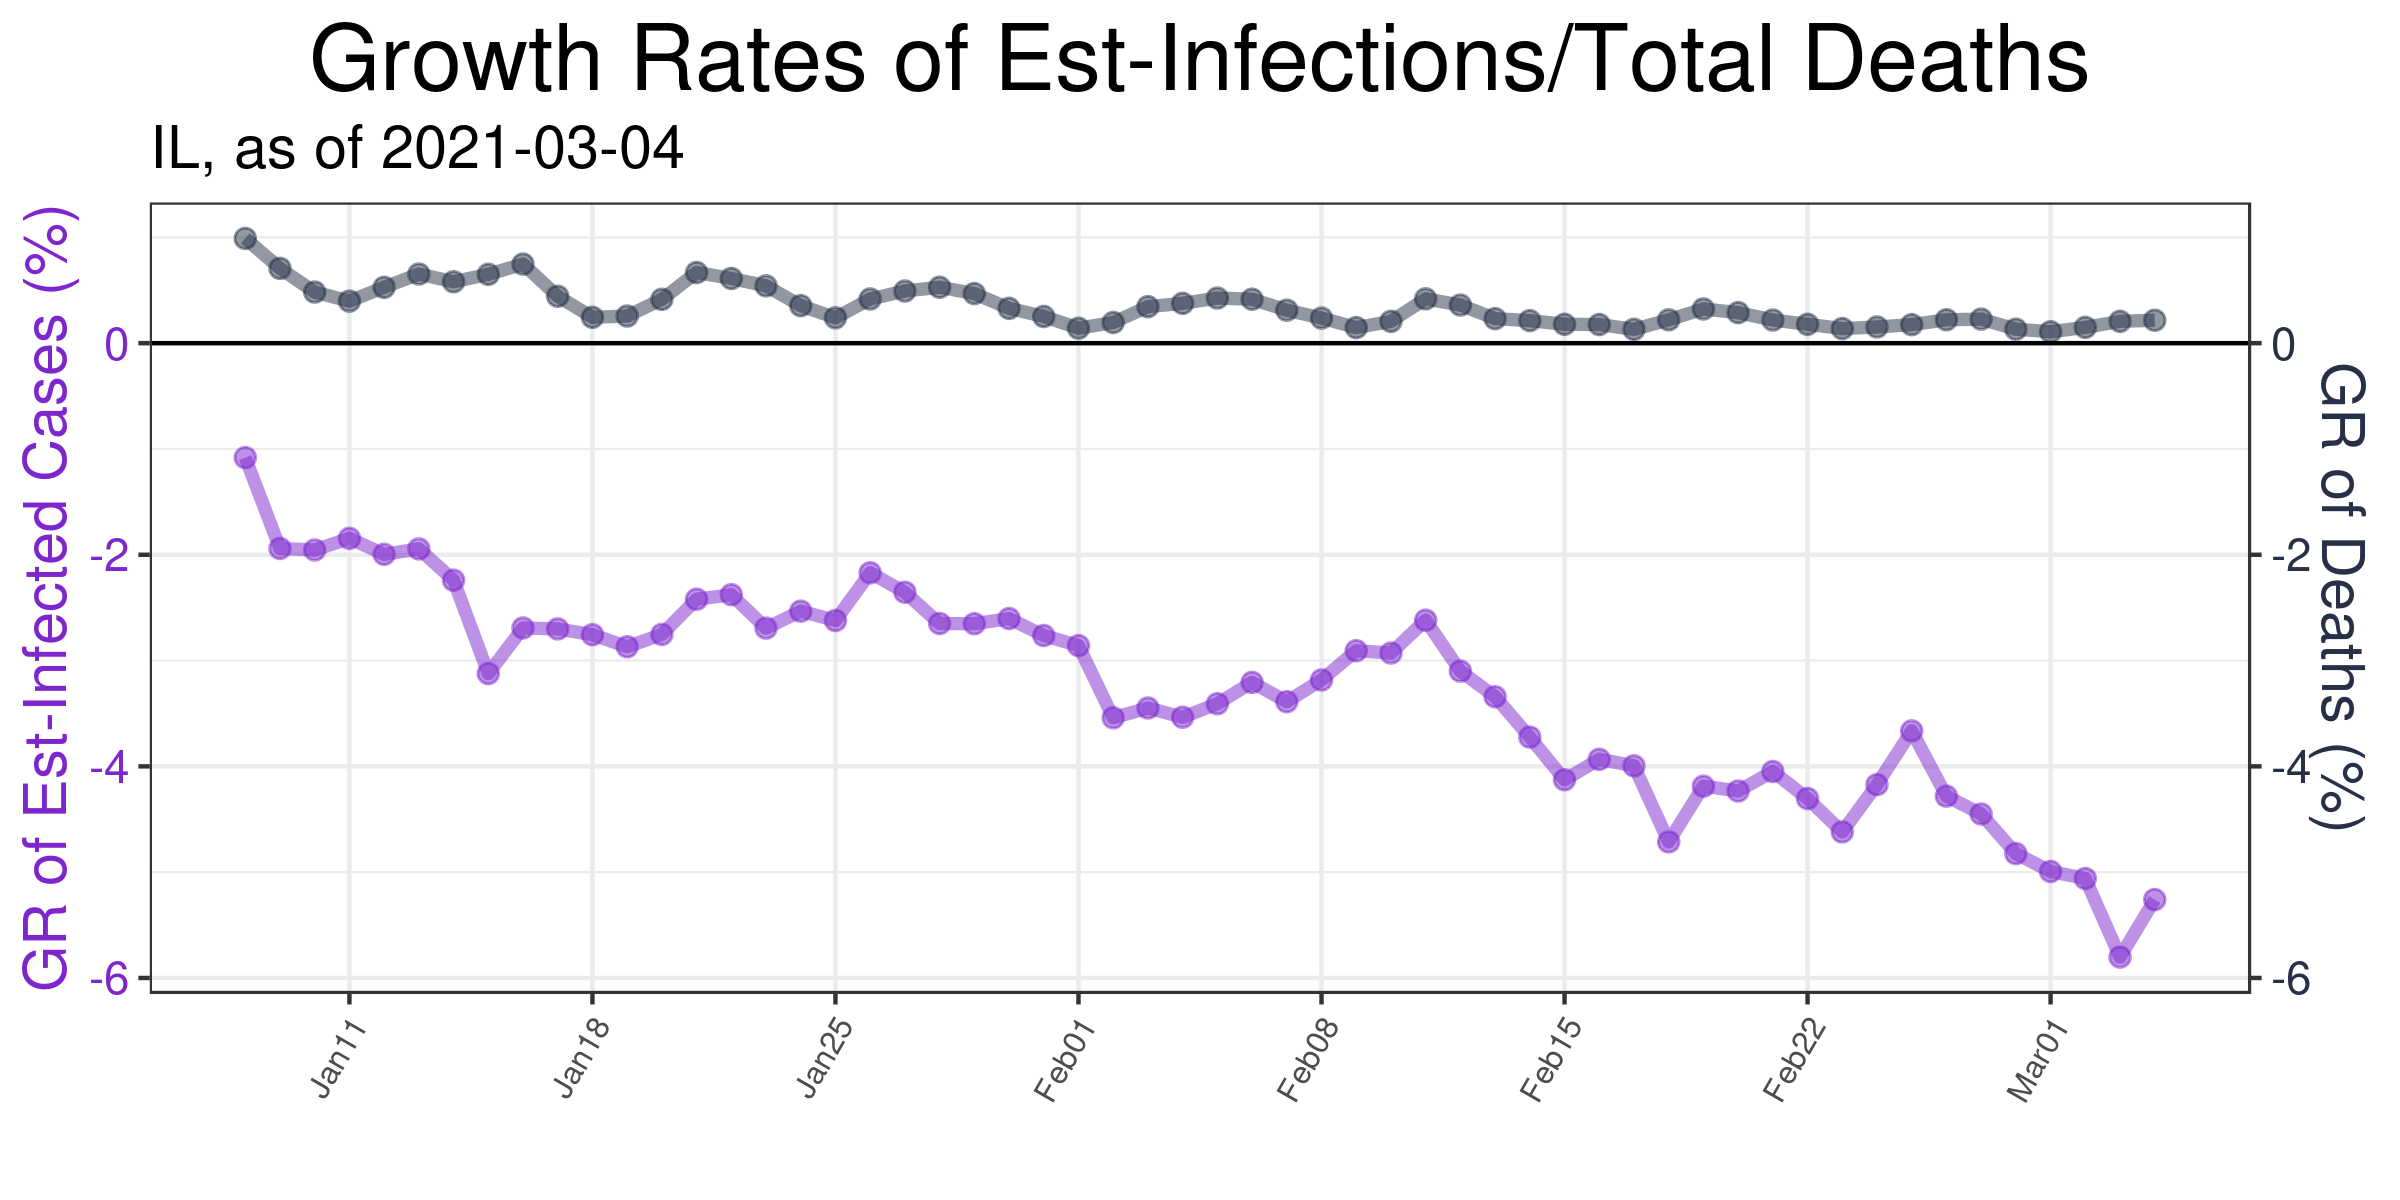 Growth Rates of Est-Infections/Total Deaths
IL, as of 2021-03-04
GR of Est-Infected Cases (%)
0
-2
-4
-6
0
-2
-4
-6
GR of Deaths (%)
Jan11
Jan18
Jan25
Feb01
Feb08
Feb15
Feb22
Mar01